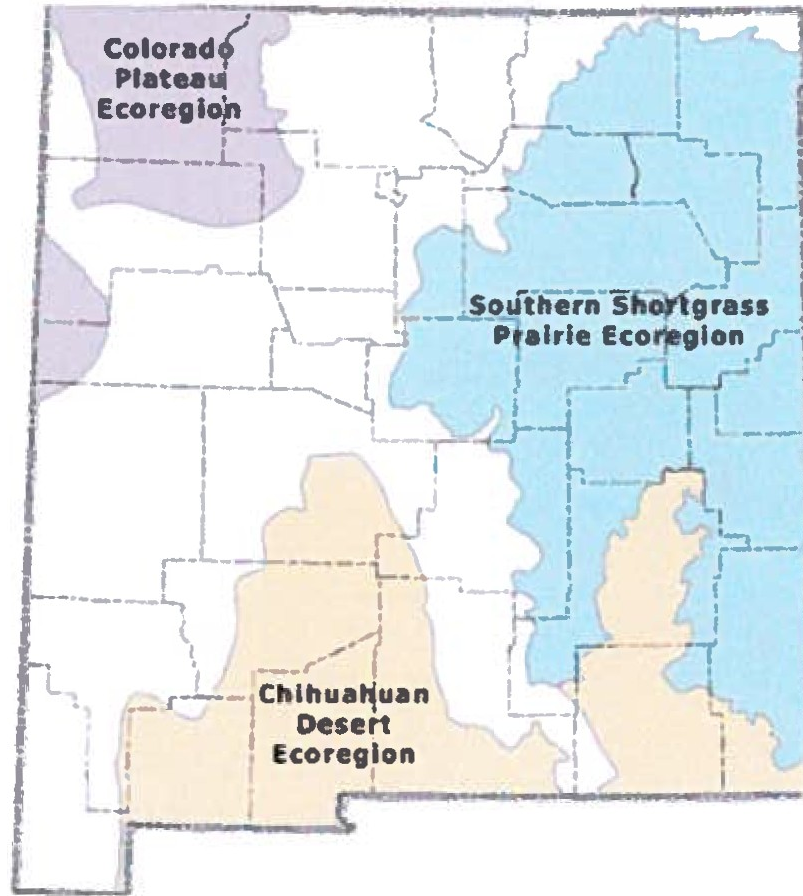 Colorado
Plateau
Ecoregion
Southern Shortgrass
Prairie Ecoregion
Chihuahuan
Desert
Ecoregion